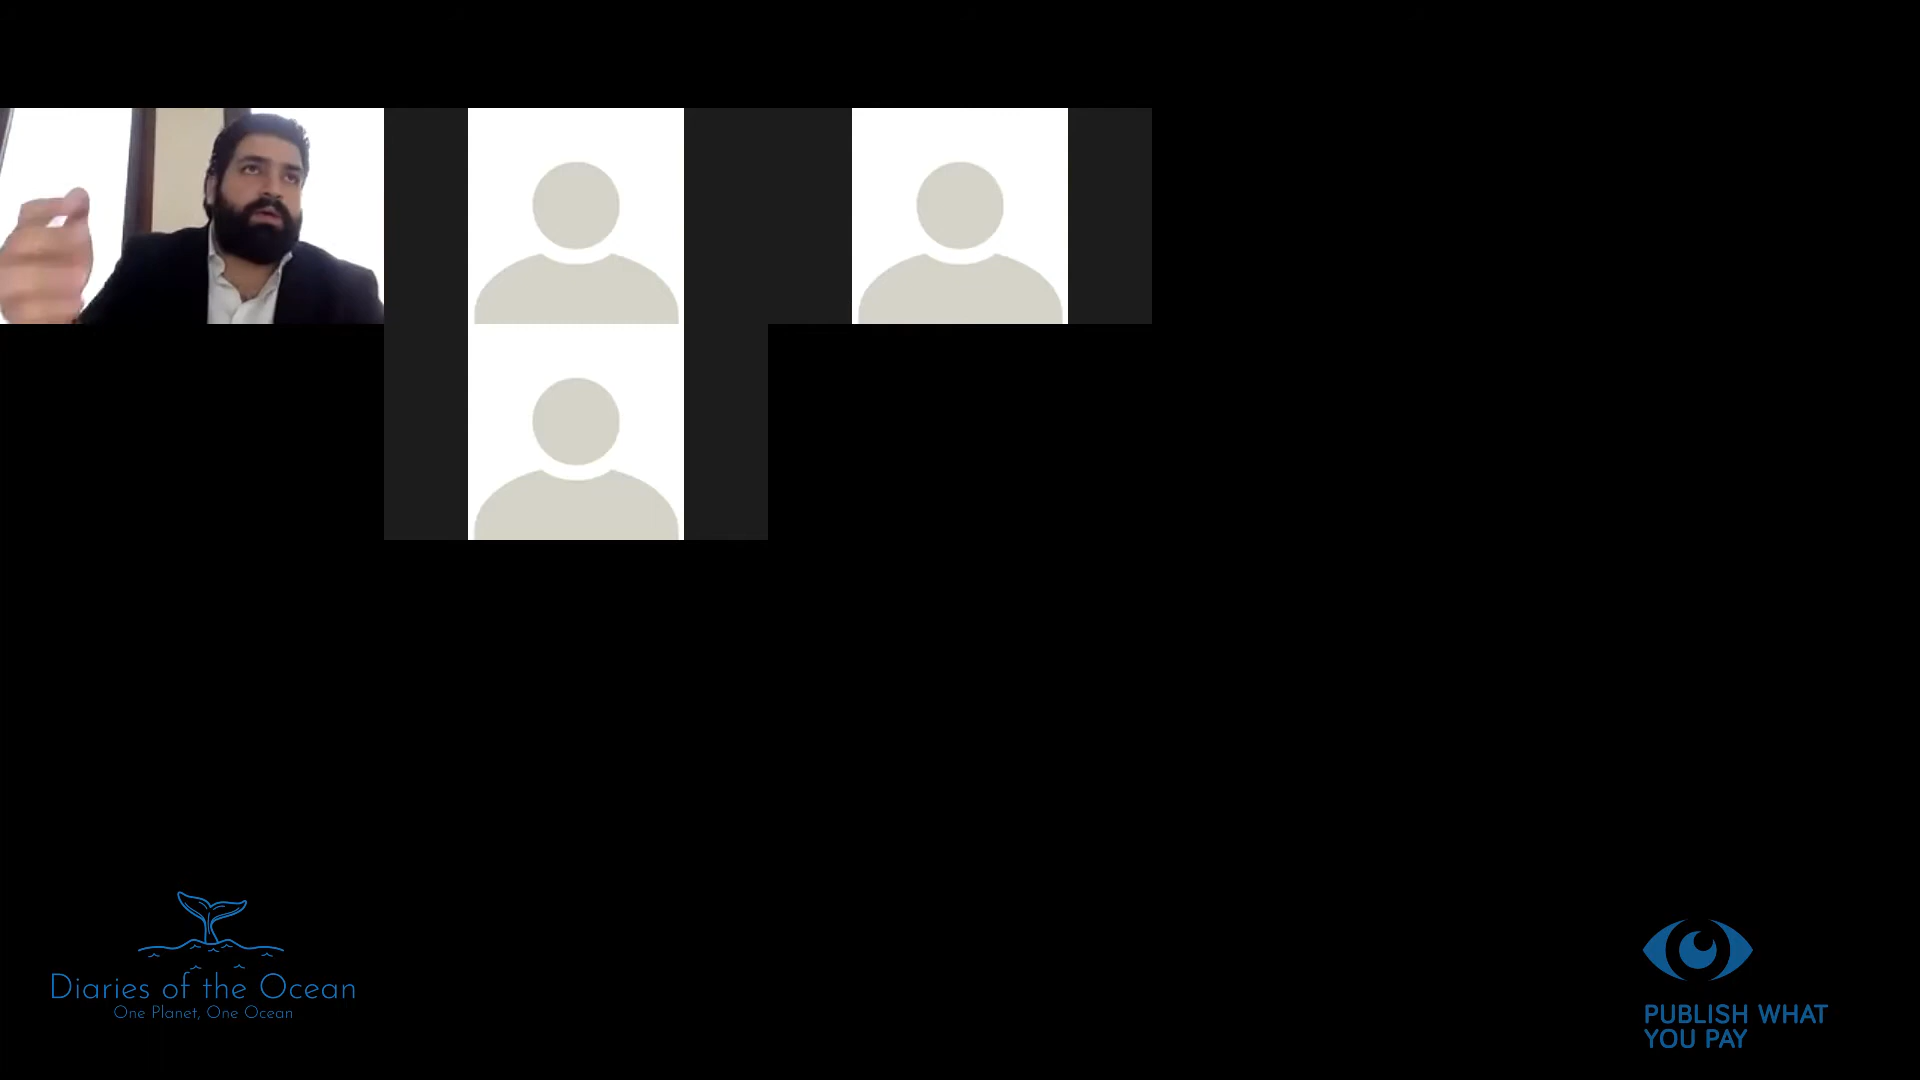 Diaries of the Ocean
One Planet, One Ocean
PUBLISH WHAT
YOU PAY